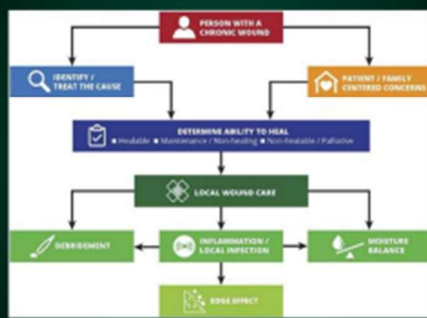 PERSON WITH A
CHRONIC WOUND
IDENTIFY /
TREAT THE CAUSE
PATIENT / FAMILY
CENTERED CONCERNS
DETERMINE ABILITY TO HEAL
■ Healable ■ Maintenance / Non-healing ■ Non-healable / Palliative
LOCAL WOUND CARE
DEBRIDEMENT
INFLAMMATION /
LOCAL INFECTION
MOISTURE
BALANCE
EDGE EFFECT